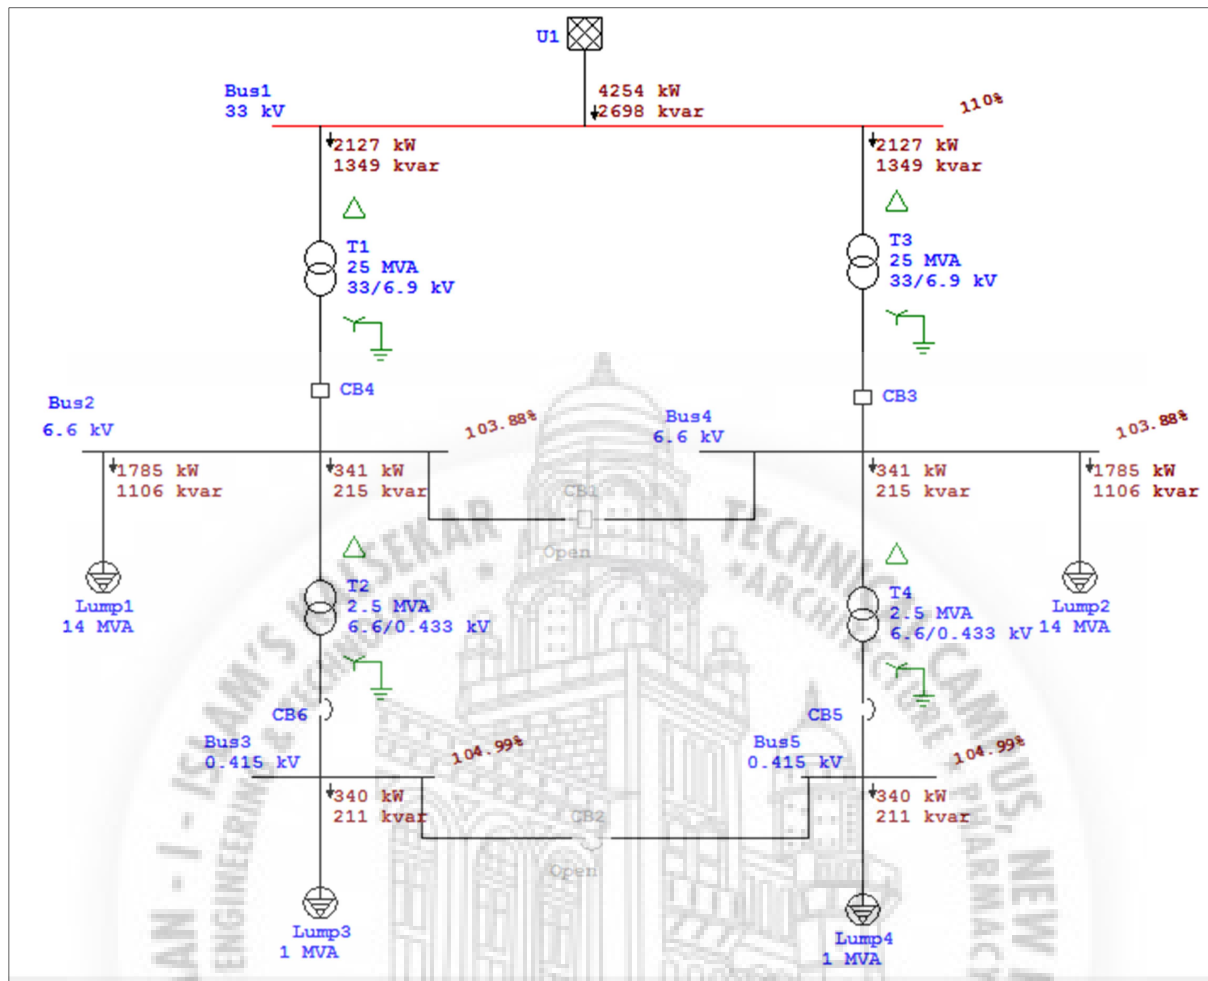 U1
4254 kW
2698 kvar
Bus1
33 kV
110%
2127 kW
1349 kvar
2127 kW
1349 kvar
T1
25 MVA
33/6.9 kV
T3
25 MVA
33/6.9 kV
CB4
CB3
Bus2
6.6 kV
103.88%
Bus4
6.6 kV
103.88%
1785 kW
1106 kvar
341 kW
215 kvar
341 kW
215 kvar
1785 kW
1106 kvar
CB1
Open
Lump1
14 MVA
T2
2.5 MVA
6.6/0.433 kV
T4
2.5 MVA
6.6/0.433 kV
Lump2
14 MVA
CB6
CB5
Bus3
0.415 kV
104.99%
Bus5
0.415 kV
104.99%
340 kW
211 kvar
340 kW
211 kvar
CB2
Open
Lump3
1 MVA
Lump4
1 MVA
TECHNICAL CAMPUS, NEW
ARCHITECTURE